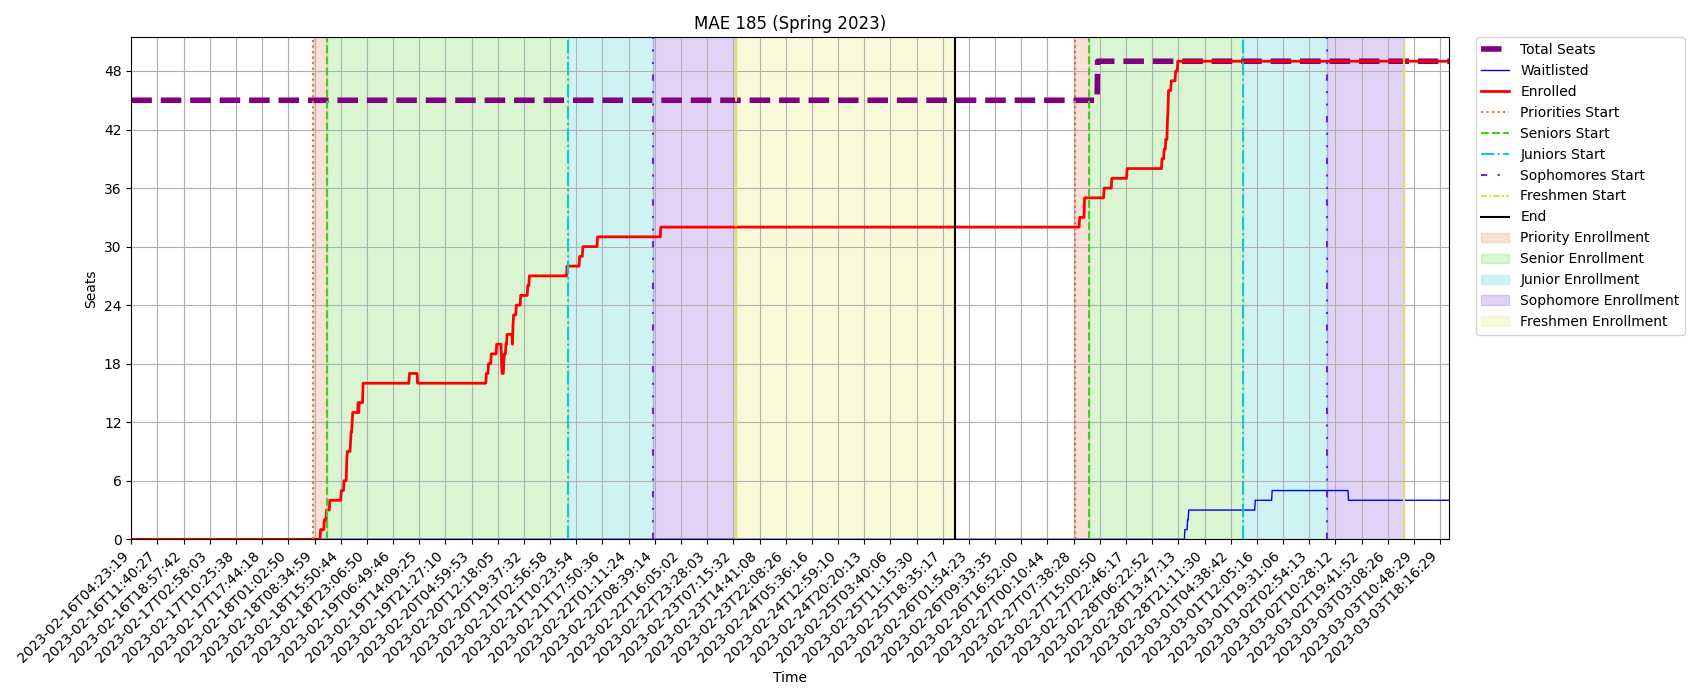 MAE 185 (Spring 2023)
Seats
48
42
36
30
24
18
12
6
0
2023-02-16T04:23:19
2023-02-16T11:40:27
2023-02-16T18:57:42
2023-02-17T02:58:03
2023-02-17T10:25:38
2023-02-17T17:44:18
2023-02-18T01:02:50
2023-02-18T08:34:59
2023-02-18T15:50:44
2023-02-18T23:06:50
2023-02-19T06:49:46
2023-02-19T14:09:25
2023-02-19T21:27:10
2023-02-20T04:59:53
2023-02-20T12:18:05
2023-02-20T19:37:32
2023-02-21T02:56:58
2023-02-21T10:23:54
2023-02-21T17:50:36
2023-02-22T01:11:24
2023-02-22T08:39:14
2023-02-22T16:05:02
2023-02-22T23:28:03
2023-02-23T07:15:32
2023-02-23T14:41:08
2023-02-23T22:08:26
2023-02-24T05:36:16
2023-02-24T12:59:10
2023-02-24T20:20:13
2023-02-25T03:40:06
2023-02-25T11:15:30
2023-02-25T18:35:17
2023-02-26T01:54:23
2023-02-26T09:33:35
2023-02-26T16:52:00
2023-02-27T00:10:44
2023-02-27T07:38:28
2023-02-27T15:00:50
2023-02-27T22:46:17
2023-02-28T06:22:52
2023-02-28T13:47:13
2023-02-28T21:11:30
2023-03-01T04:38:42
2023-03-01T12:05:16
2023-03-01T19:31:06
2023-03-02T02:54:13
2023-03-02T10:28:12
2023-03-02T19:41:52
2023-03-03T03:08:26
2023-03-03T10:48:29
2023-03-03T18:16:29
Time
Total Seats
Waitlisted
Enrolled
Priorities Start
Seniors Start
Juniors Start
Sophomores Start
Freshmen Start
End
Priority Enrollment
Senior Enrollment
Junior Enrollment
Sophomore Enrollment
Freshmen Enrollment